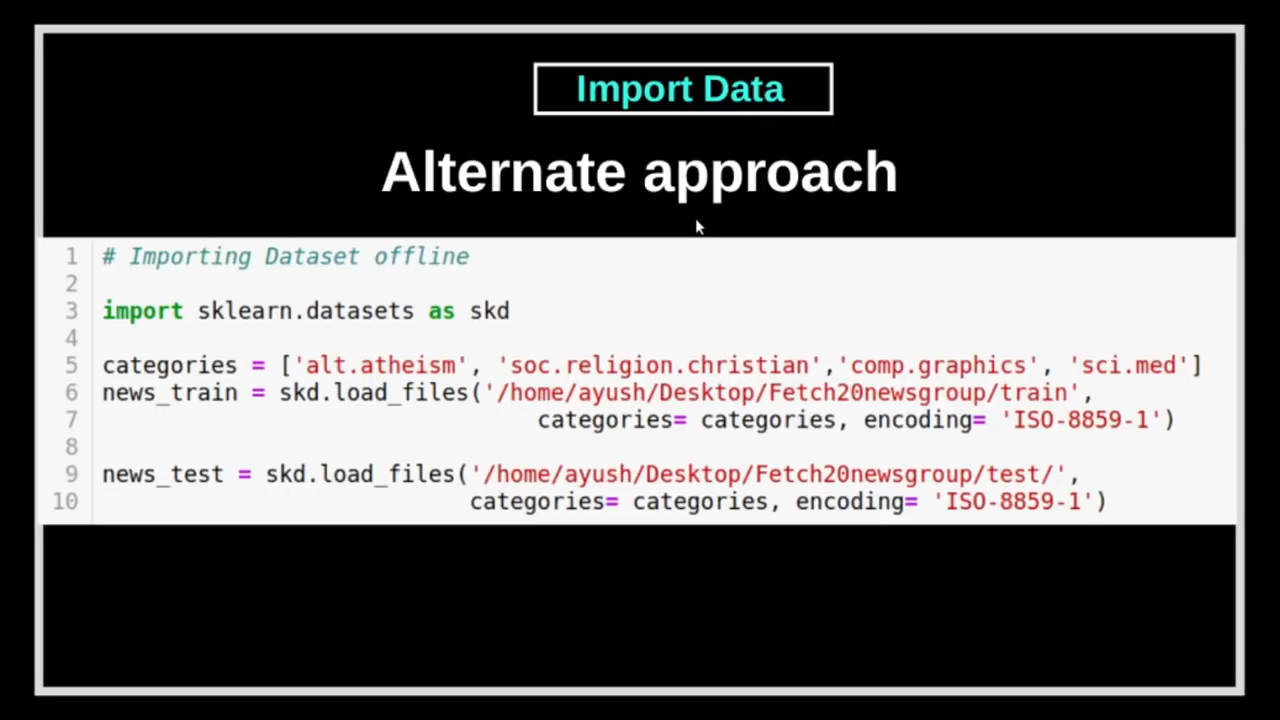 Import Data
Alternate approach
1 # Importing Dataset offline
2
3 import sklearn.datasets as skd
4
5 categories = ['alt.atheism', 'soc.religion.christian','comp.graphics', 'sci.med']
6 news_train = skd.load_files('/home/ayush/Desktop/Fetch20newsgroup/train',
7 categories= categories, encoding= 'ISO-8859-1')
8
9 news_test = skd.load_files('/home/ayush/Desktop/Fetch20newsgroup/test/',
10 categories= categories, encoding= 'ISO-8859-1')